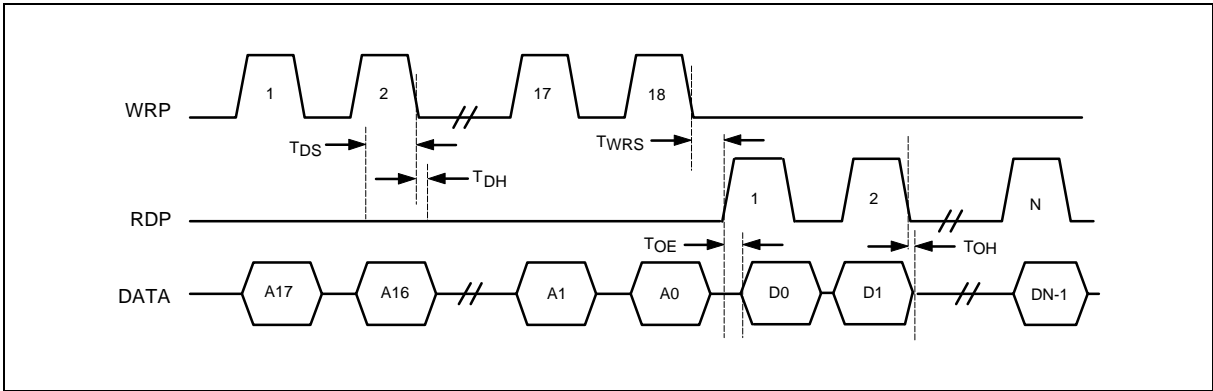 WRP 1 2 17 18
TDS TWRS
TDH
RDP 1 2 N
TOE TOH
DATA A17 A16 A1 A0 D0 D1 DN-1